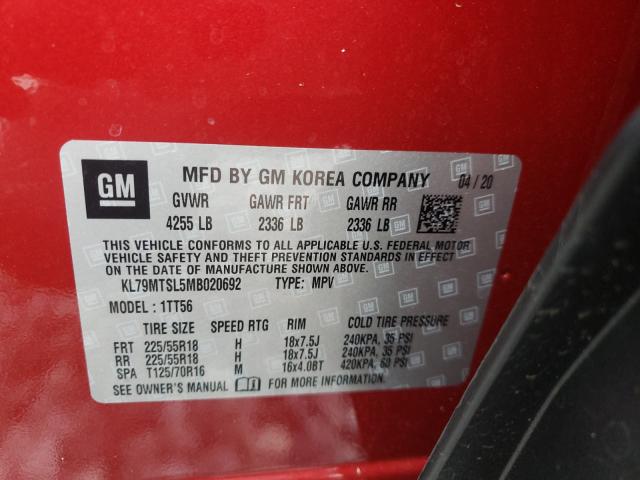 GM
MFD BY GM KOREA COMPANY 04 / 20
GVWR GAWR FRT GAWR RR
4255 LB 2336 LB 2336 LB
THIS VEHICLE CONFORMS TO ALL APPLICABLE U.S. FEDERAL MOTOR
VEHICLE SAFETY AND THEFT PREVENTION STANDARDS IN EFFECT
ON THE DATE OF MANUFACTURE SHOWN ABOVE.
KL79MTSL5MB020692 TYPE: MPV
MODEL : 1TT56
TIRE SIZE SPEED RTG RIM COLD TIRE PRESSURE
FRT 225/55R18 H 18x7.5J 240KPA, 35 PSI
RR 225/55R18 H 18x7.5J 240KPA, 35 PSI
SPA T125/70R16 M 16x4.0BT 420KPA, 60 PSI
SEE OWNER'S MANUAL FOR MORE INFORMATION.